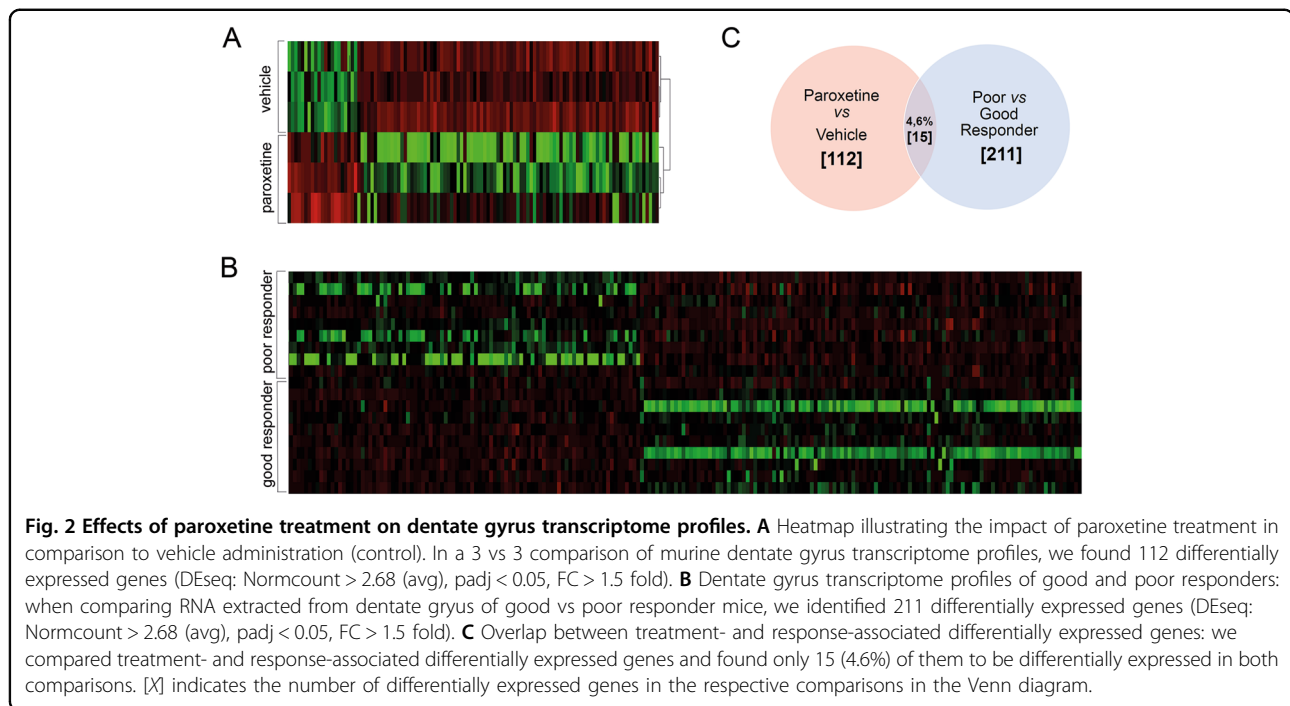 A
vehicle
paroxetine
C
Paroxetine
vs
Vehicle
[112]
4,6%
[15]
Poor vs
Good
Responder
[211]
B
poor responder
good responder
Fig. 2 Effects of paroxetine treatment on dentate gyrus transcriptome profiles. A Heatmap illustrating the impact of paroxetine treatment in
comparison to vehicle administration (control). In a 3 vs 3 comparison of murine dentate gyrus transcriptome profiles, we found 112 differentially
expressed genes (DEseq: Normcount > 2.68 (avg), padj < 0.05, FC > 1.5 fold). B Dentate gyrus transcriptome profiles of good and poor responders:
when comparing RNA extracted from dentate gryus of good vs poor responder mice, we identified 211 differentially expressed genes (DEseq:
Normcount > 2.68 (avg), padj < 0.05, FC > 1.5 fold). C Overlap between treatment- and response-associated differentially expressed genes: we
compared treatment- and response-associated differentially expressed genes and found only 15 (4.6%) of them to be differentially expressed in both
comparisons. [X] indicates the number of differentially expressed genes in the respective comparisons in the Venn diagram.